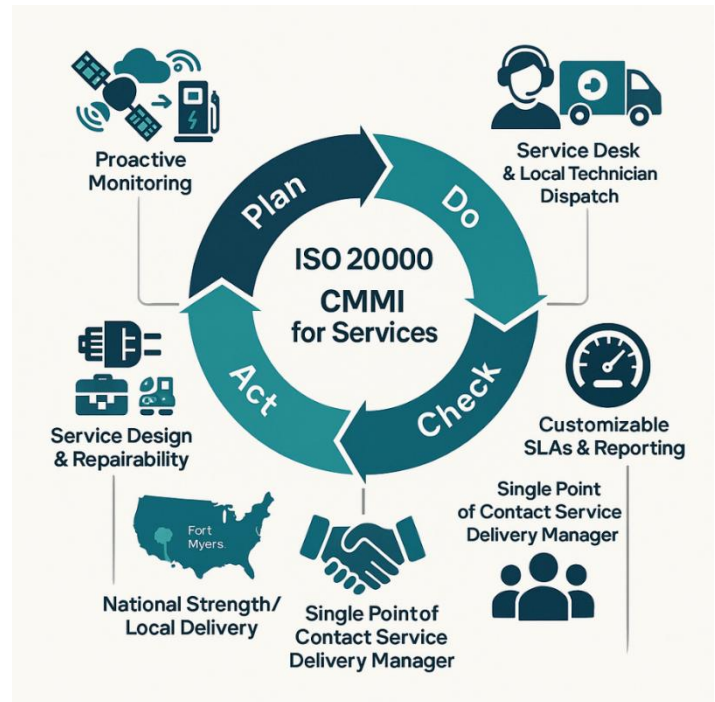 Proactive
Monitoring
Service Desk
& Local Technician
Dispatch
Plan
Do
Check
Act
ISO 20000
CMMI
for Services
Service Design
& Repairability
Customizable
SLAs & Reporting
Fort
Myers.
National Strength/
Local Delivery
Single Point of
Contact Service
Delivery Manager
Single Point
of Contact Service
Delivery Manager